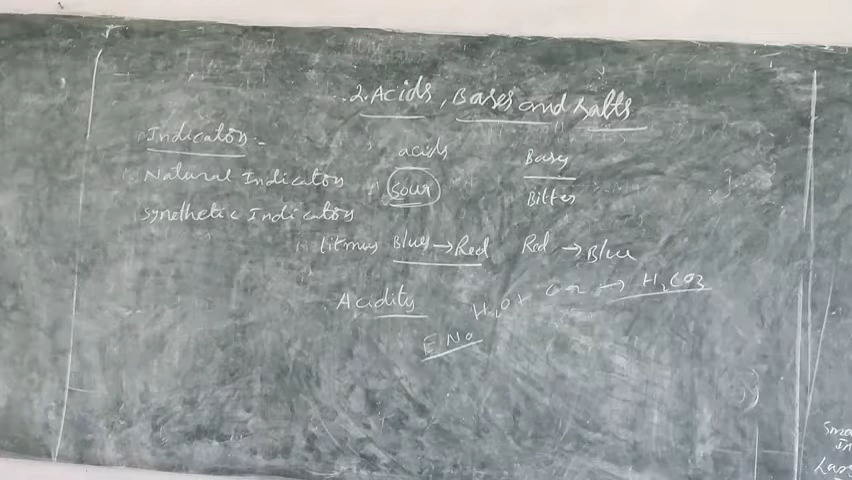 2. Acids, Bases and Salts
Indicators:-
Natural Indicators
Synethetic Indicators
acids Bases
Sour Bitter
litmus Blue → Red Red → Blue
Acidity H2O + CO2 → H2CO3
ENo